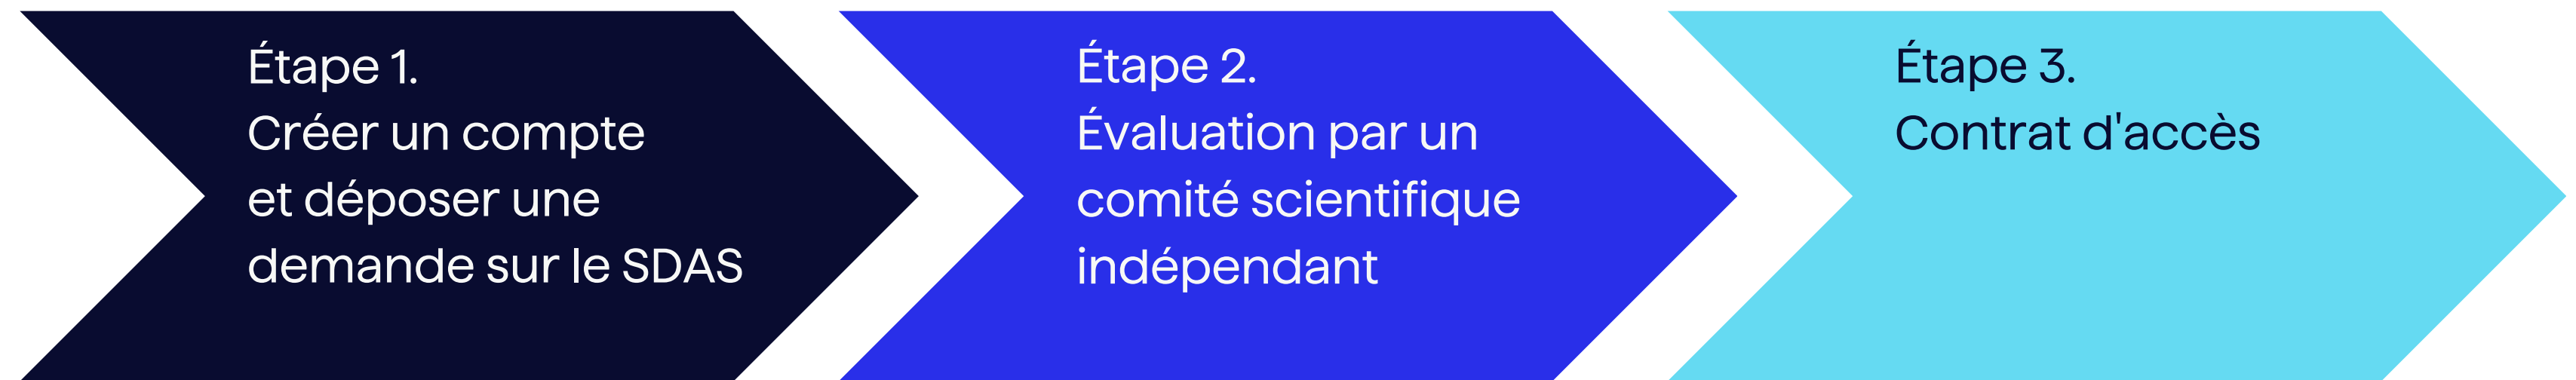 Étape 1.
Créer un compte
et déposer une
demande sur le SDAS
Étape 2.
Évaluation par un
comité scientifique
indépendant
Étape 3.
Contrat d'accès